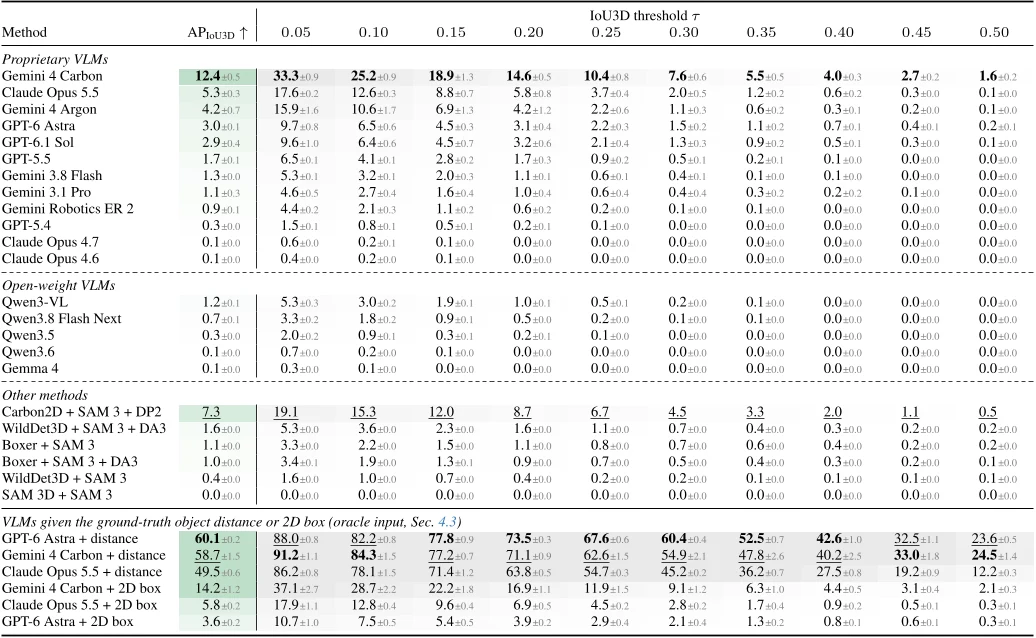 IoU3D threshold τ
Method AP_IoU3D ↑ 0.05 0.10 0.15 0.20 0.25 0.30 0.35 0.40 0.45 0.50
Proprietary VLMs
Gemini 4 Carbon 12.4±0.5 33.3±0.9 25.2±0.9 18.9±1.3 14.6±0.5 10.4±0.8 7.6±0.6 5.5±0.5 4.0±0.3 2.7±0.2 1.6±0.2
Claude Opus 5.5 5.3±0.3 17.6±0.2 12.6±0.3 8.8±0.7 5.8±0.8 3.7±0.4 2.0±0.5 1.2±0.2 0.6±0.2 0.3±0.0 0.1±0.0
Gemini 4 Argon 4.2±0.7 15.9±1.6 10.6±1.7 6.9±1.3 4.2±1.2 2.2±0.6 1.1±0.3 0.6±0.3 0.3±0.1 0.2±0.0 0.1±0.0
GPT-6 Astra 3.0±0.1 9.7±0.8 6.5±0.6 4.5±0.3 3.1±0.4 2.2±0.3 1.5±0.2 1.1±0.2 0.7±0.1 0.4±0.1 0.2±0.1
GPT-6.1 Sol 2.9±0.4 9.6±1.0 6.4±0.6 4.5±0.7 3.2±0.6 2.1±0.4 1.3±0.3 0.9±0.2 0.5±0.1 0.3±0.0 0.1±0.0
GPT-5.5 1.7±0.1 6.5±0.1 4.1±0.1 2.8±0.2 1.7±0.3 0.9±0.2 0.5±0.1 0.2±0.1 0.1±0.0 0.0±0.0 0.0±0.0
Gemini 3.8 Flash 1.3±0.0 5.3±0.1 3.2±0.1 2.0±0.3 1.1±0.1 0.6±0.1 0.4±0.1 0.1±0.0 0.1±0.0 0.0±0.0 0.0±0.0
Gemini 3.1 Pro 1.1±0.3 4.6±0.5 2.7±0.4 1.6±0.4 1.0±0.4 0.6±0.4 0.4±0.4 0.3±0.2 0.2±0.2 0.1±0.0 0.0±0.0
Gemini Robotics ER 2 0.9±0.1 4.4±0.2 2.1±0.3 1.1±0.2 0.6±0.2 0.2±0.0 0.1±0.0 0.1±0.0 0.0±0.0 0.0±0.0 0.0±0.0
GPT-5.4 0.3±0.0 1.5±0.1 0.8±0.1 0.5±0.1 0.2±0.1 0.1±0.0 0.0±0.0 0.0±0.0 0.0±0.0 0.0±0.0 0.0±0.0
Claude Opus 4.7 0.1±0.0 0.6±0.0 0.2±0.1 0.1±0.0 0.0±0.0 0.0±0.0 0.0±0.0 0.0±0.0 0.0±0.0 0.0±0.0 0.0±0.0
Claude Opus 4.6 0.1±0.0 0.4±0.0 0.2±0.0 0.1±0.0 0.0±0.0 0.0±0.0 0.0±0.0 0.0±0.0 0.0±0.0 0.0±0.0 0.0±0.0
Open-weight VLMs
Qwen3-VL 1.2±0.1 5.3±0.3 3.0±0.2 1.9±0.1 1.0±0.1 0.5±0.1 0.2±0.0 0.1±0.0 0.0±0.0 0.0±0.0 0.0±0.0
Qwen3.8 Flash Next 0.7±0.1 3.3±0.2 1.8±0.2 0.9±0.1 0.5±0.0 0.2±0.0 0.1±0.0 0.1±0.0 0.0±0.0 0.0±0.0 0.0±0.0
Qwen3.5 0.3±0.0 2.0±0.2 0.9±0.1 0.3±0.1 0.2±0.1 0.1±0.0 0.0±0.0 0.0±0.0 0.0±0.0 0.0±0.0 0.0±0.0
Qwen3.6 0.1±0.0 0.7±0.0 0.2±0.0 0.1±0.0 0.0±0.0 0.0±0.0 0.0±0.0 0.0±0.0 0.0±0.0 0.0±0.0 0.0±0.0
Gemma 4 0.1±0.0 0.3±0.0 0.1±0.0 0.0±0.0 0.0±0.0 0.0±0.0 0.0±0.0 0.0±0.0 0.0±0.0 0.0±0.0 0.0±0.0
Other methods
Carbon2D + SAM 3 + DP2 7.3 19.1 15.3 12.0 8.7 6.7 4.5 3.3 2.0 1.1 0.5
WildDet3D + SAM 3 + DA3 1.6±0.0 5.3±0.0 3.6±0.0 2.3±0.0 1.6±0.0 1.1±0.0 0.7±0.0 0.4±0.0 0.3±0.0 0.2±0.0 0.2±0.0
Boxer + SAM 3 1.1±0.0 3.3±0.0 2.2±0.0 1.5±0.0 1.1±0.0 0.8±0.0 0.7±0.0 0.6±0.0 0.4±0.0 0.2±0.0 0.2±0.0
Boxer + SAM 3 + DA3 1.0±0.0 3.4±0.1 1.9±0.0 1.3±0.1 0.9±0.0 0.7±0.0 0.5±0.0 0.4±0.0 0.3±0.0 0.2±0.0 0.1±0.0
WildDet3D + SAM 3 0.4±0.0 1.6±0.0 1.0±0.0 0.7±0.0 0.4±0.0 0.2±0.0 0.2±0.0 0.1±0.0 0.1±0.0 0.1±0.0 0.1±0.0
SAM 3D + SAM 3 0.0±0.0 0.0±0.0 0.0±0.0 0.0±0.0 0.0±0.0 0.0±0.0 0.0±0.0 0.0±0.0 0.0±0.0 0.0±0.0 0.0±0.0
VLMs given the ground-truth object distance or 2D box (oracle input, Sec. 4.3)
GPT-6 Astra + distance 60.1±0.2 88.0±0.8 82.2±0.8 77.8±0.9 73.5±0.3 67.6±0.6 60.4±0.4 52.5±0.7 42.6±1.0 32.5±1.1 23.6±0.5
Gemini 4 Carbon + distance 58.7±1.5 91.2±1.1 84.3±1.5 77.2±0.7 71.1±0.9 62.6±1.5 54.9±2.1 47.8±2.6 40.2±2.5 33.0±1.8 24.5±1.4
Claude Opus 5.5 + distance 49.5±0.6 86.2±0.8 78.1±1.5 71.4±1.2 63.8±0.5 54.7±0.3 45.2±0.2 36.2±0.7 27.5±0.8 19.2±0.9 12.2±0.3
Gemini 4 Carbon + 2D box 14.2±1.2 37.1±2.7 28.7±2.2 22.2±1.8 16.9±1.1 11.9±1.5 9.1±1.2 6.3±1.0 4.4±0.5 3.1±0.4 2.1±0.3
Claude Opus 5.5 + 2D box 5.8±0.2 17.9±1.1 12.8±0.4 9.6±0.4 6.9±0.5 4.5±0.2 2.8±0.2 1.7±0.4 0.9±0.2 0.5±0.1 0.3±0.1
GPT-6 Astra + 2D box 3.6±0.2 10.7±1.0 7.5±0.5 5.4±0.5 3.9±0.2 2.9±0.4 2.1±0.4 1.3±0.2 0.8±0.1 0.6±0.1 0.3±0.1